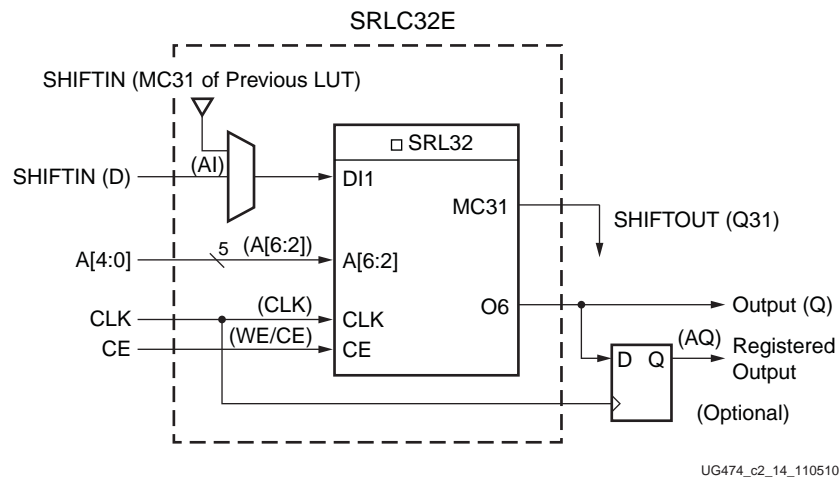 SRLC32E
SHIFTIN (MC31 of Previous LUT)
SRL32
SHIFTIN (D)
(AI)
DI1
MC31
SHIFTOUT (Q31)
A[4:0]
5
(A[6:2])
A[6:2]
CLK
(CLK)
CLK
O6
Output (Q)
CE
(WE/CE)
CE
D Q
(AQ)
Registered
Output
(Optional)
UG474_c2_14_110510